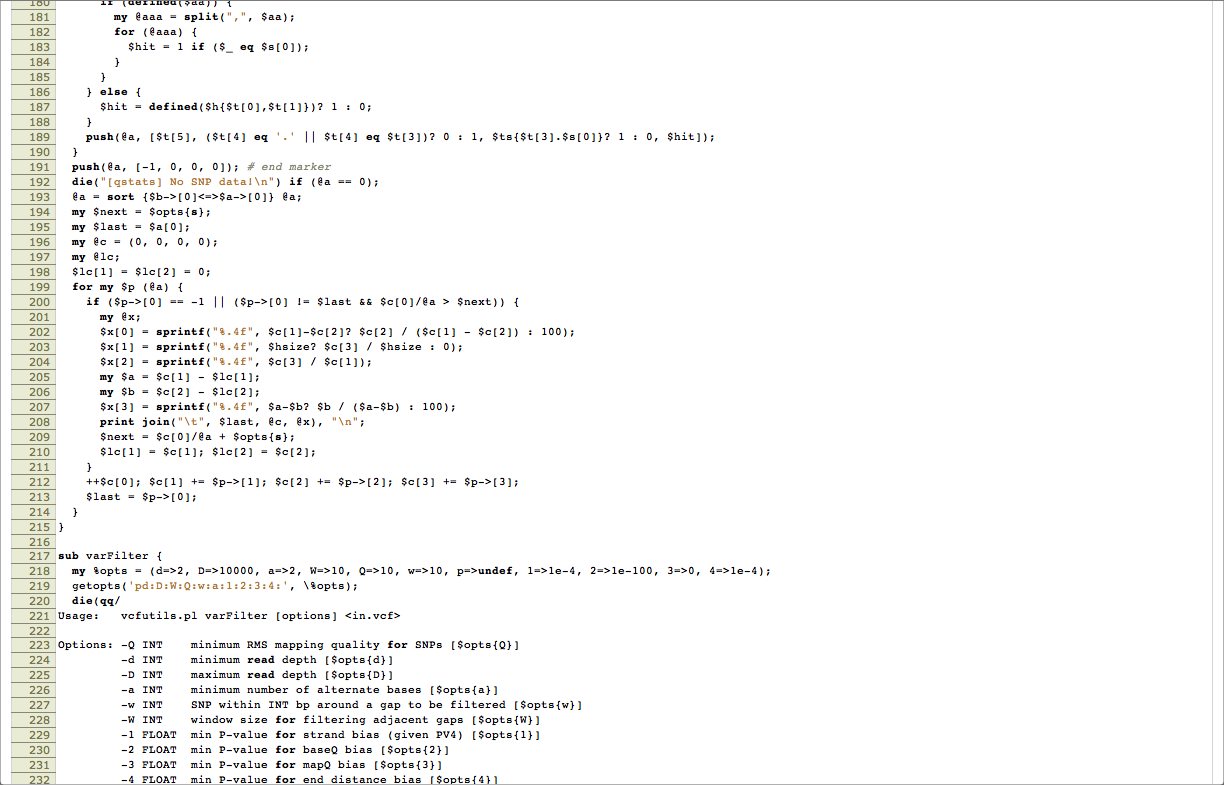 180       if (defined($aa)) {
181         my @aaa = split(",", $aa);
182         for (@aaa) {
183           $hit = 1 if ($_ eq $s[0]);
184         }
185       }
186     } else {
187       $hit = defined($h{$t[0],$t[1]})? 1 : 0;
188     }
189     push(@a, [$t[5], ($t[4] eq '.' || $t[4] eq $t[3])? 0 : 1, $ts{$t[3].$s[0]}? 1 : 0, $hit]);
190   }
191   push(@a, [-1, 0, 0, 0]); # end marker
192   die("[qstats] No SNP data!\n") if (@a == 0);
193   @a = sort {$b->[0]<=>$a->[0]} @a;
194   my $next = $opts{s};
195   my $last = $a[0];
196   my @c = (0, 0, 0, 0);
197   my @lc;
198   $lc[1] = $lc[2] = 0;
199   for my $p (@a) {
200     if ($p->[0] == -1 || ($p->[0] != $last && $c[0]/@a > $next)) {
201       my @x;
202       $x[0] = sprintf("%.4f", $c[1]-$c[2]? $c[2] / ($c[1] - $c[2]) : 100);
203       $x[1] = sprintf("%.4f", $hsize? $c[3] / $hsize : 0);
204       $x[2] = sprintf("%.4f", $c[3] / $c[1]);
205       my $a = $c[1] - $lc[1];
206       my $b = $c[2] - $lc[2];
207       $x[3] = sprintf("%.4f", $a-$b? $b / ($a-$b) : 100);
208       print join("\t", $last, @c, @x), "\n";
209       $next = $c[0]/@a + $opts{s};
210       $lc[1] = $c[1]; $lc[2] = $c[2];
211     }
212     ++$c[0]; $c[1] += $p->[1]; $c[2] += $p->[2]; $c[3] += $p->[3];
213     $last = $p->[0];
214   }
215 }
216
217 sub varFilter {
218   my %opts = (d=>2, D=>10000, a=>2, W=>10, Q=>10, w=>10, p=>undef, 1=>1e-4, 2=>1e-100, 3=>0, 4=>1e-4);
219   getopts('pd:D:W:Q:w:a:1:2:3:4:', \%opts);
220   die(qq/
221 Usage:   vcfutils.pl varFilter [options] <in.vcf>
222
223 Options: -Q INT    minimum RMS mapping quality for SNPs [$opts{Q}]
224          -d INT    minimum read depth [$opts{d}]
225          -D INT    maximum read depth [$opts{D}]
226          -a INT    minimum number of alternate bases [$opts{a}]
227          -w INT    SNP within INT bp around a gap to be filtered [$opts{w}]
228          -W INT    window size for filtering adjacent gaps [$opts{W}]
229          -1 FLOAT  min P-value for strand bias (given PV4) [$opts{1}]
230          -2 FLOAT  min P-value for baseQ bias [$opts{2}]
231          -3 FLOAT  min P-value for mapQ bias [$opts{3}]
232          -4 FLOAT  min P-value for end distance bias [$opts{4}]